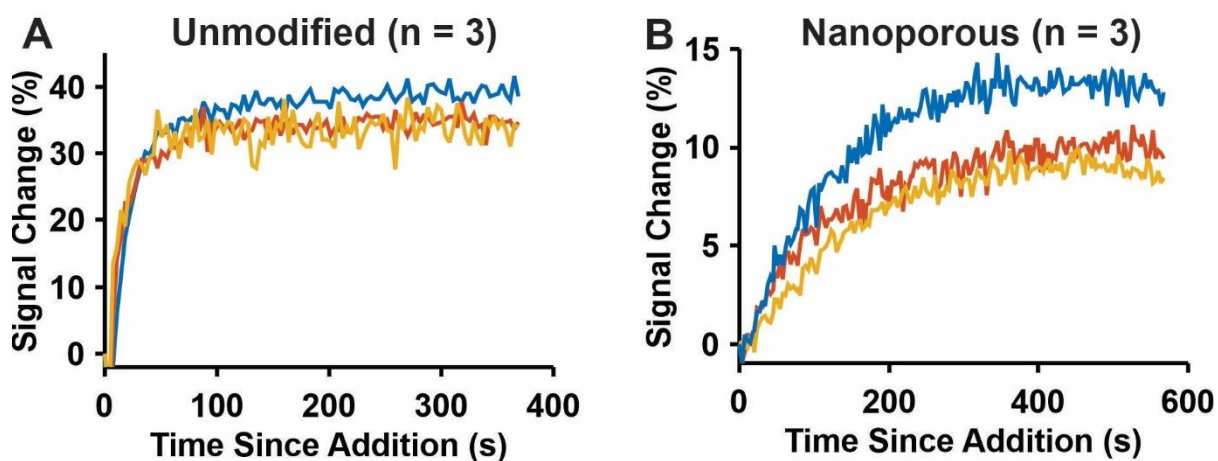 A Unmodified (n = 3)
Signal Change (%)
40
30
20
10
0
0 100 200 300 400
Time Since Addition (s)
B Nanoporous (n = 3)
Signal Change (%)
15
10
5
0
0 200 400 600
Time Since Addition (s)